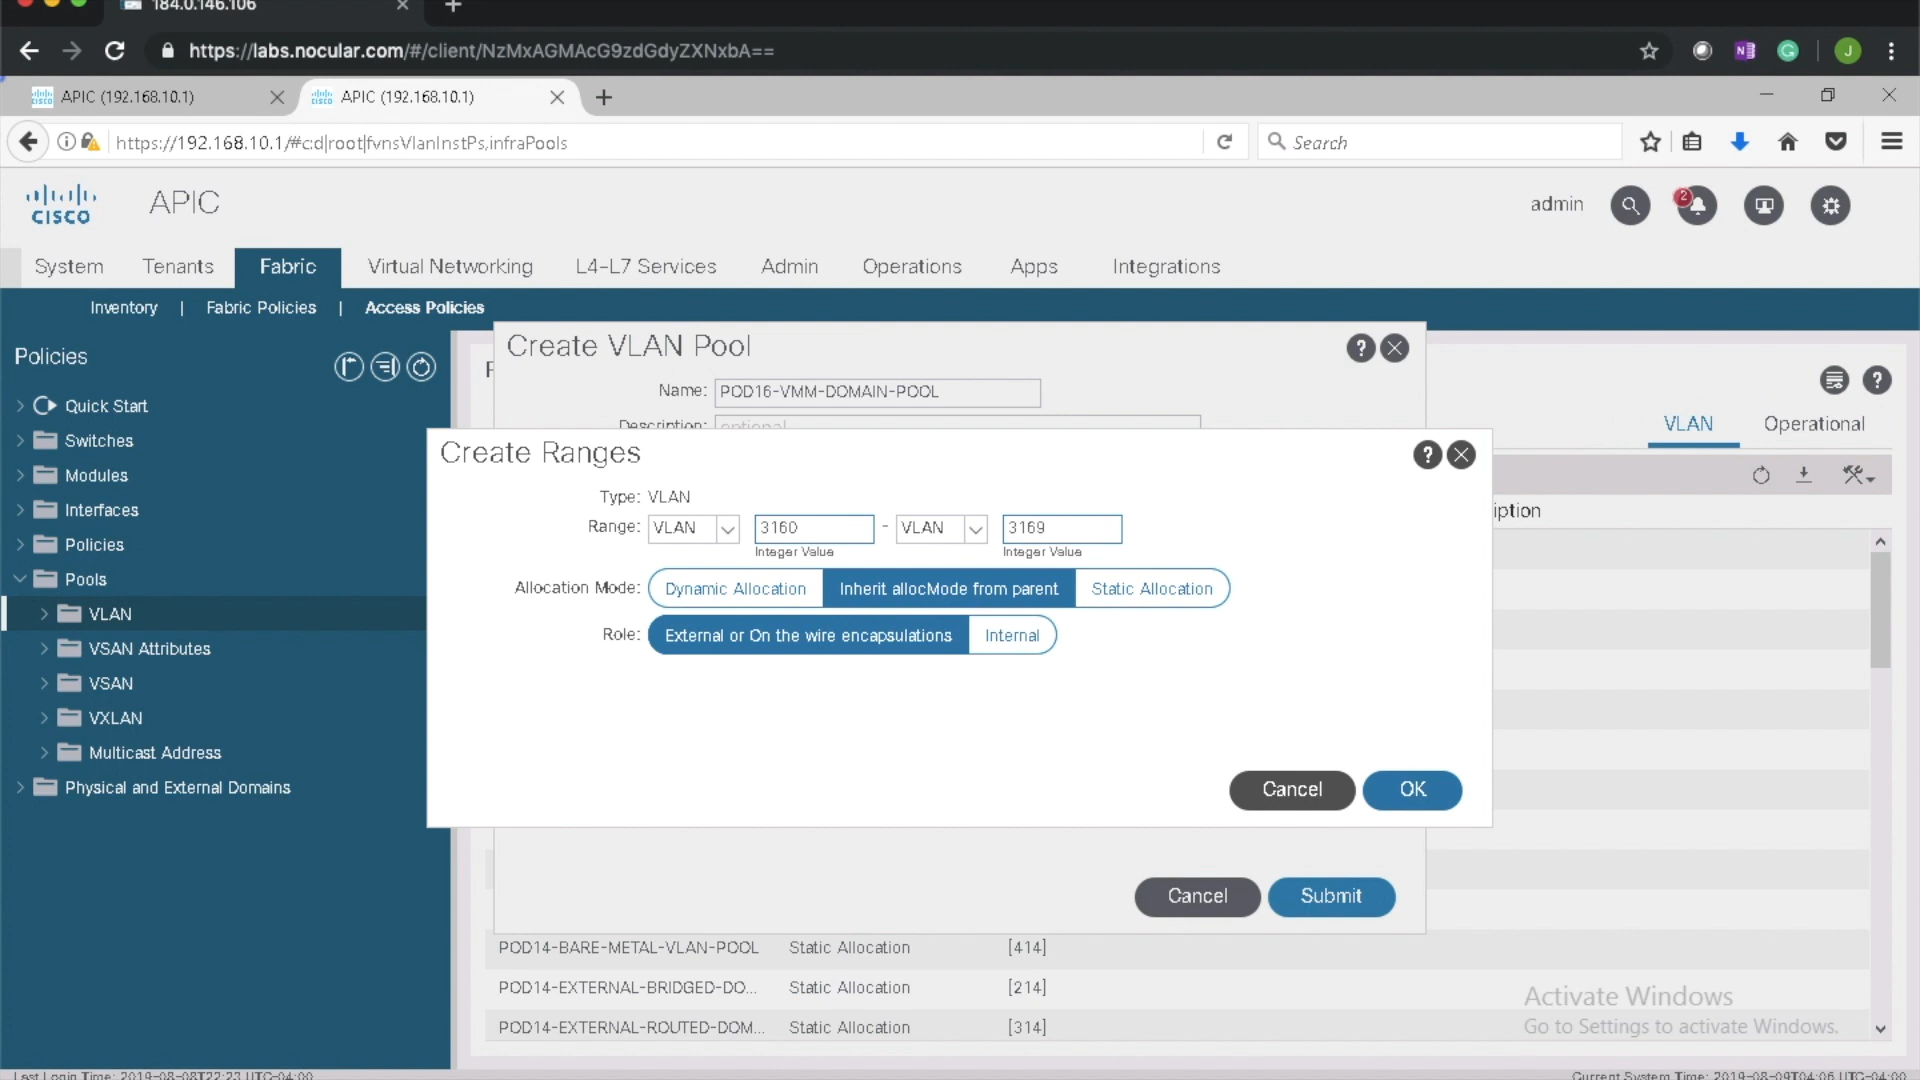 184.0.146.106
https://labs.nocular.com/#/client/NzMxAGMAcG9zdGdyZXNxbA==
J
APIC (192.168.10.1)
APIC (192.168.10.1)
https://192.168.10.1/#c:d|root|fvnsVlanInstPs,infraPools
Search
CISCO
APIC
admin
2
System
Tenants
Fabric
Virtual Networking
L4-L7 Services
Admin
Operations
Apps
Integrations
Inventory | Fabric Policies | Access Policies
Policies
Quick Start
Switches
Modules
Interfaces
Policies
Pools
VLAN
VSAN Attributes
VSAN
VXLAN
Multicast Address
Physical and External Domains
Create VLAN Pool
Name: POD16-VMM-DOMAIN-POOL
Description: optional
VLAN
Operational
iption
Create Ranges
Type: VLAN
Range: VLAN 3160 - VLAN 3169
Integer Value
Integer Value
Allocation Mode: Dynamic Allocation Inherit allocMode from parent Static Allocation
Role: External or On the wire encapsulations Internal
Cancel
OK
Cancel
Submit
POD14-BARE-METAL-VLAN-POOL Static Allocation [414]
POD14-EXTERNAL-BRIDGED-DO... Static Allocation [214]
POD14-EXTERNAL-ROUTED-DOM... Static Allocation [314]
Activate Windows
Go to Settings to activate Windows.
Last Login Time: 2019-08-08T22:23 UTC-04:00
Current System Time: 2019-08-09T04:06 UTC-04:00